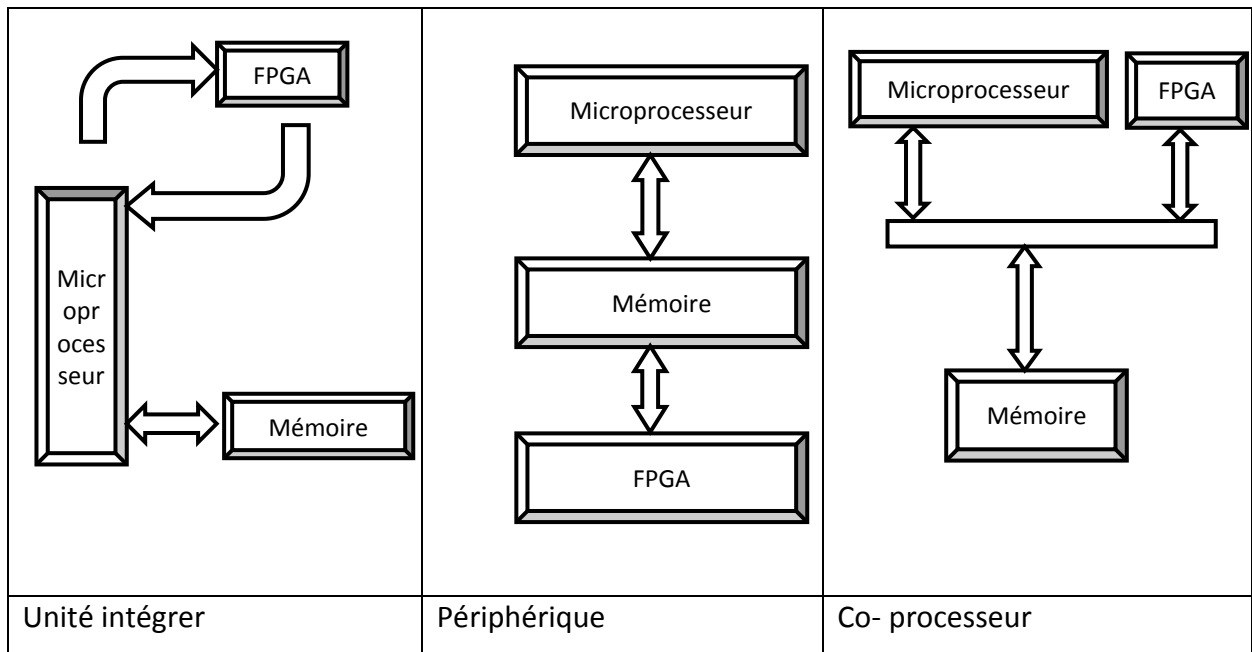 FPGA
Micr
opr
oces
seur
Mémoire
Microprocesseur
Mémoire
FPGA
Microprocesseur
FPGA
Mémoire
Unité intégrer
Périphérique
Co- processeur